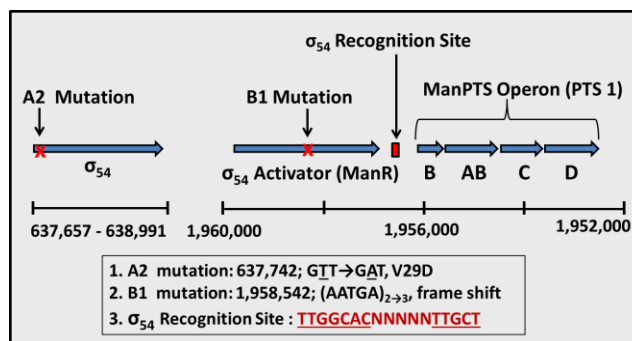 σ54 Recognition Site
A2 Mutation
B1 Mutation
ManPTS Operon (PTS 1)
σ54
σ54 Activator (ManR)
B AB C D
637,657 - 638,991
1,960,000 1,956,000 1,952,000
1. A2 mutation: 637,742; GTT→GAT, V29D
2. B1 mutation: 1,958,542; (AATGA)2→3, frame shift
3. σ54 Recognition Site : TTGGCACNNNNNTTGCT